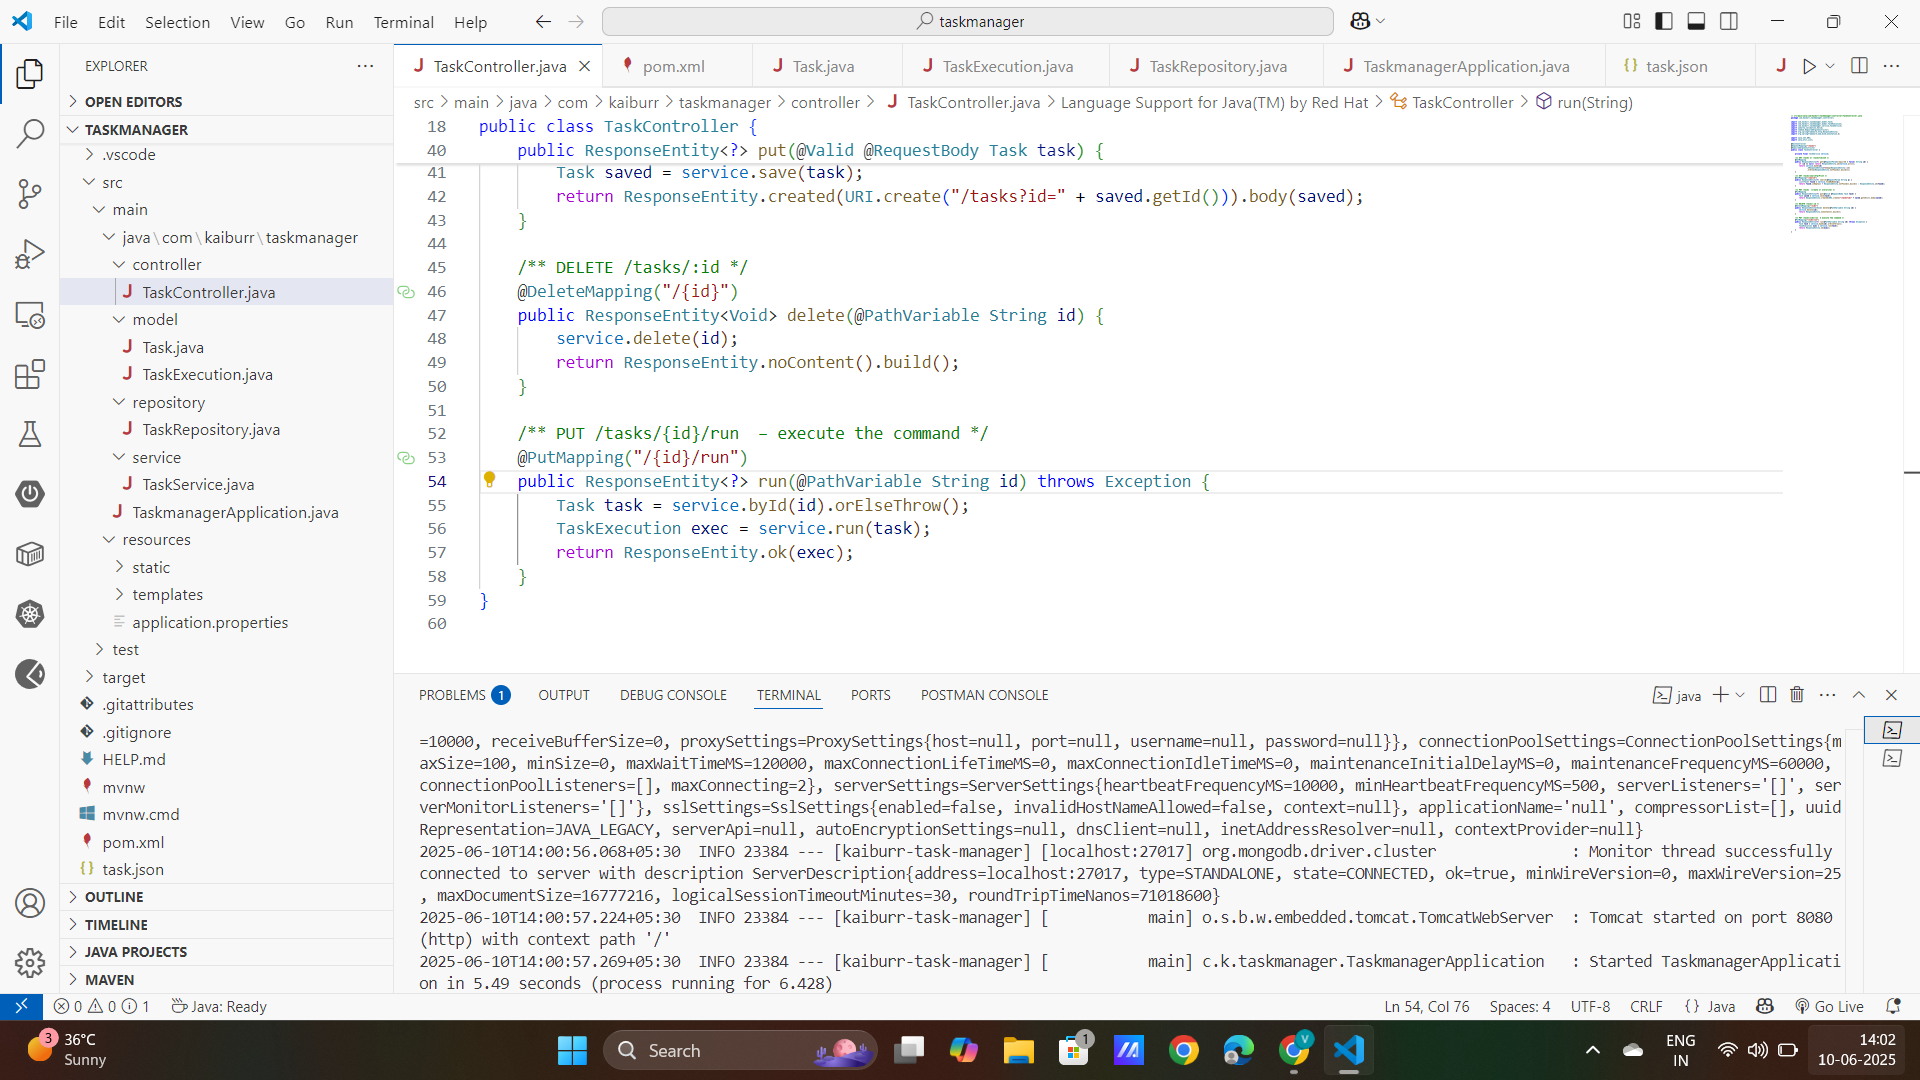 File Edit Selection View Go Run Terminal Help
taskmanager
EXPLORER
OPEN EDITORS
TASKMANAGER
.vscode
src
main
java\com\kaiburr\taskmanager
controller
TaskController.java
model
Task.java
TaskExecution.java
repository
TaskRepository.java
service
TaskService.java
TaskmanagerApplication.java
resources
static
templates
application.properties
test
target
.gitattributes
.gitignore
HELP.md
mvnw
mvnw.cmd
pom.xml
task.json
OUTLINE
TIMELINE
JAVA PROJECTS
MAVEN
TaskController.java pom.xml Task.java TaskExecution.java TaskRepository.java TaskmanagerApplication.java task.json
src > main > java > com > kaiburr > taskmanager > controller > TaskController.java > Language Support for Java(TM) by Red Hat > TaskController > run(String)
18 public class TaskController {
40 public ResponseEntity<?> put(@Valid @RequestBody Task task) {
41 Task saved = service.save(task);
42 return ResponseEntity.created(URI.create("/tasks?id=" + saved.getId())).body(saved);
43 }
44
45 /** DELETE /tasks/:id */
46 @DeleteMapping("/{id}")
47 public ResponseEntity<Void> delete(@PathVariable String id) {
48 service.delete(id);
49 return ResponseEntity.noContent().build();
50 }
51
52 /** PUT /tasks/{id}/run – execute the command */
53 @PutMapping("/{id}/run")
54 public ResponseEntity<?> run(@PathVariable String id) throws Exception {
55 Task task = service.byId(id).orElseThrow();
56 TaskExecution exec = service.run(task);
57 return ResponseEntity.ok(exec);
58 }
59 }
60
PROBLEMS 1 OUTPUT DEBUG CONSOLE TERMINAL PORTS POSTMAN CONSOLE
java
=10000, receiveBufferSize=0, proxySettings=ProxySettings{host=null, port=null, username=null, password=null}}, connectionPoolSettings=ConnectionPoolSettings{m
axSize=100, minSize=0, maxWaitTimeMS=120000, maxConnectionLifeTimeMS=0, maxConnectionIdleTimeMS=0, maintenanceInitialDelayMS=0, maintenanceFrequencyMS=60000,
connectionPoolListeners=[], maxConnecting=2}, serverSettings=ServerSettings{heartbeatFrequencyMS=10000, minHeartbeatFrequencyMS=500, serverListeners='[]', ser
verMonitorListeners='[]'}, sslSettings=SslSettings{enabled=false, invalidHostNameAllowed=false, context=null}, applicationName='null', compressorList=[], uuid
Representation=JAVA_LEGACY, serverApi=null, autoEncryptionSettings=null, dnsClient=null, inetAddressResolver=null, contextProvider=null}
2025-06-10T14:00:56.068+05:30 INFO 23384 --- [kaiburr-task-manager] [localhost:27017] org.mongodb.driver.cluster : Monitor thread successfully
connected to server with description ServerDescription{address=localhost:27017, type=STANDALONE, state=CONNECTED, ok=true, minWireVersion=0, maxWireVersion=25
, maxDocumentSize=16777216, logicalSessionTimeoutMinutes=30, roundTripTimeNanos=71018600}
2025-06-10T14:00:57.224+05:30 INFO 23384 --- [kaiburr-task-manager] [ main] o.s.b.w.embedded.tomcat.TomcatWebServer : Tomcat started on port 8080
(http) with context path '/'
2025-06-10T14:00:57.269+05:30 INFO 23384 --- [kaiburr-task-manager] [ main] c.k.taskmanager.TaskmanagerApplication : Started TaskmanagerApplicati
on in 5.49 seconds (process running for 6.428)
0 0 1 Java: Ready
Ln 54, Col 76 Spaces: 4 UTF-8 CRLF {} Java Go Live
3 36°C
Sunny
Search
1
V
ENG
IN
14:02
10-06-2025